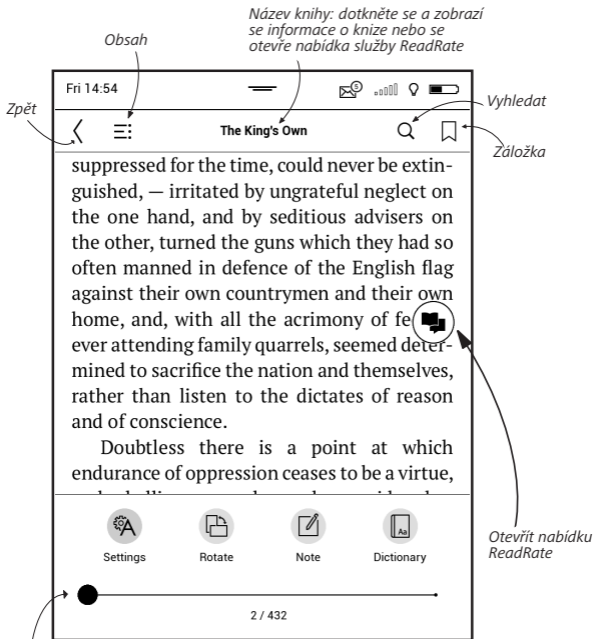 Název knihy: dotkněte se a zobrazí
se informace o knize nebo se
otevře nabídka služby ReadRate
Obsah
Zpět
Fri 14:54
5
Vyhledat
The King's Own
Záložka
suppressed for the time, could never be extin-
guished, — irritated by ungrateful neglect on
the one hand, and by seditious advisers on
the other, turned the guns which they had so
often manned in defence of the English flag
against their own countrymen and their own
home, and, with all the acrimony of
ever attending family quarrels, seemed deter-
mined to sacrifice the nation and themselves,
rather than listen to the dictates of reason
and of conscience.
Doubtless there is a point at which
endurance of oppression ceases to be a virtue,
A
Aa
Settings
Rotate
Note
Dictionary
Otevřít nabídku
ReadRate
2 / 432